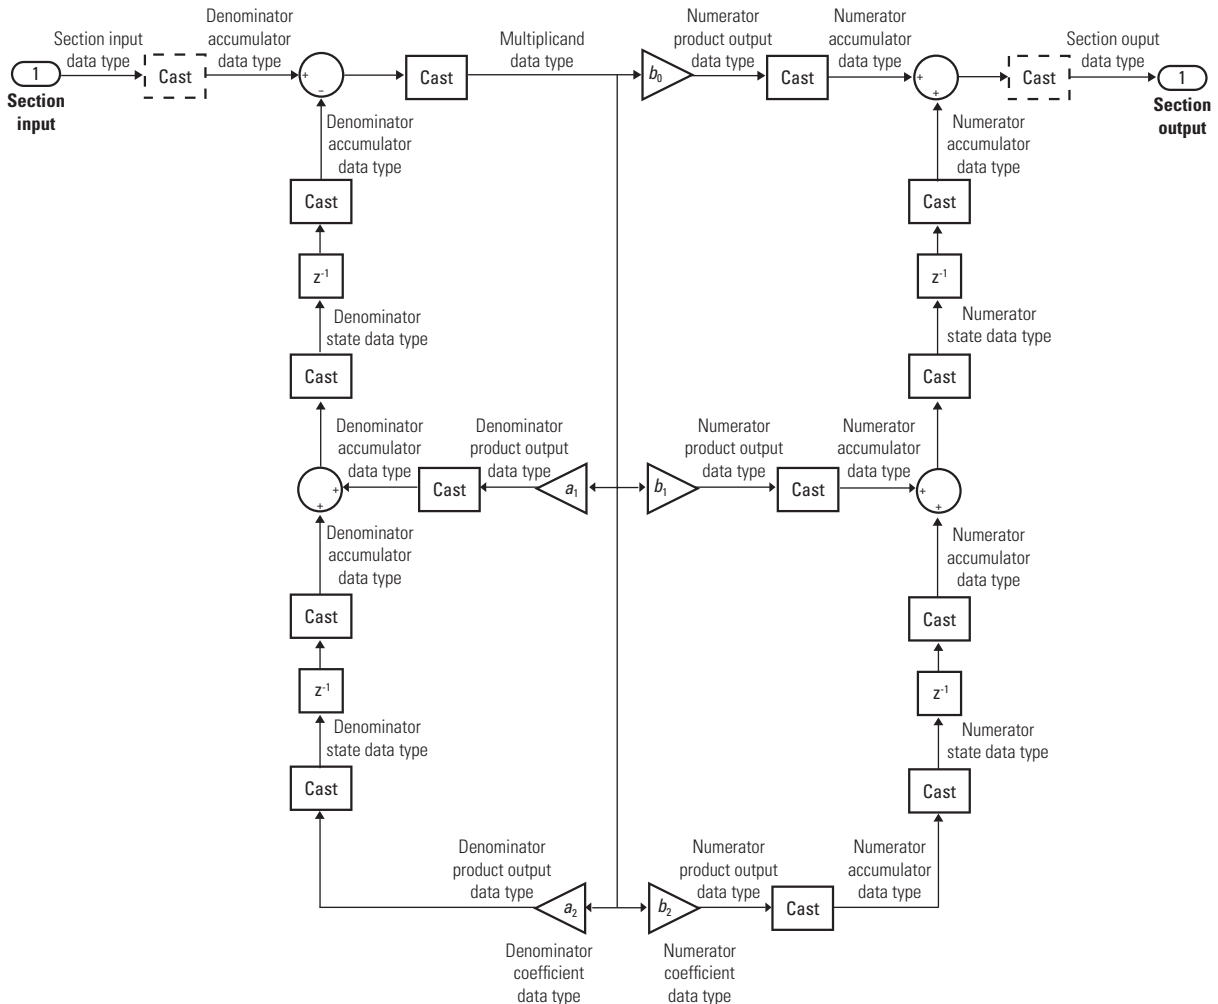 Section input
data type
Denominator
accumulator
data type
Multiplicand
data type
Numerator
product output
data type
Numerator
accumulator
data type
Section ouput
data type
1
Section
input
Cast
+
−
Cast
b0
Cast
+
+
Cast
1
Section
output
Denominator
accumulator
data type
Numerator
accumulator
data type
Cast
Cast
z-1
z-1
Denominator
state data type
Numerator
state data type
Cast
Cast
Denominator
accumulator
data type
Denominator
product output
data type
Numerator
product output
data type
Numerator
accumulator
data type
+
+
Cast
a1
b1
Cast
+
+
Denominator
accumulator
data type
Numerator
accumulator
data type
Cast
Cast
z-1
z-1
Denominator
state data type
Numerator
state data type
Cast
Cast
Denominator
product output
data type
Numerator
product output
data type
Numerator
accumulator
data type
a2
b2
Cast
Denominator
coefficient
data type
Numerator
coefficient
data type